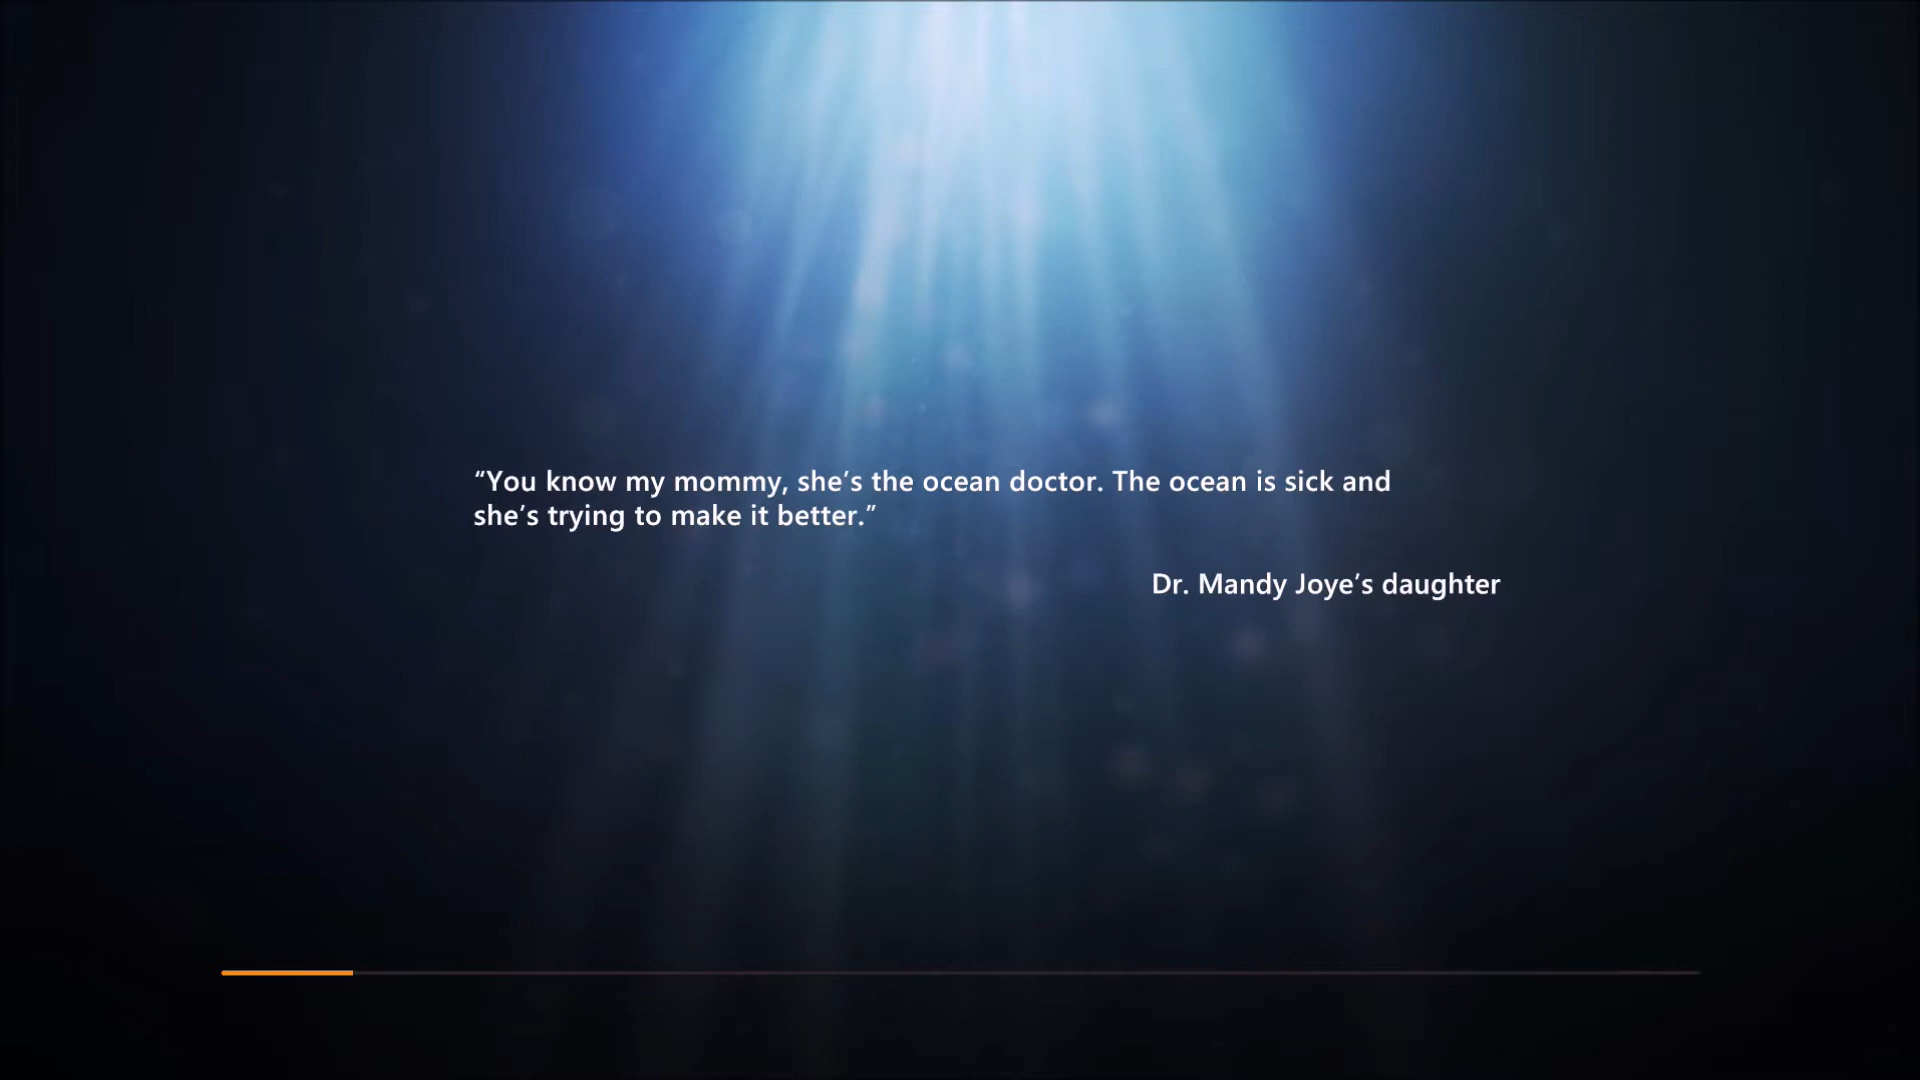 “You know my mommy, she’s the ocean doctor. The ocean is sick and
she’s trying to make it better.”
Dr. Mandy Joye’s daughter